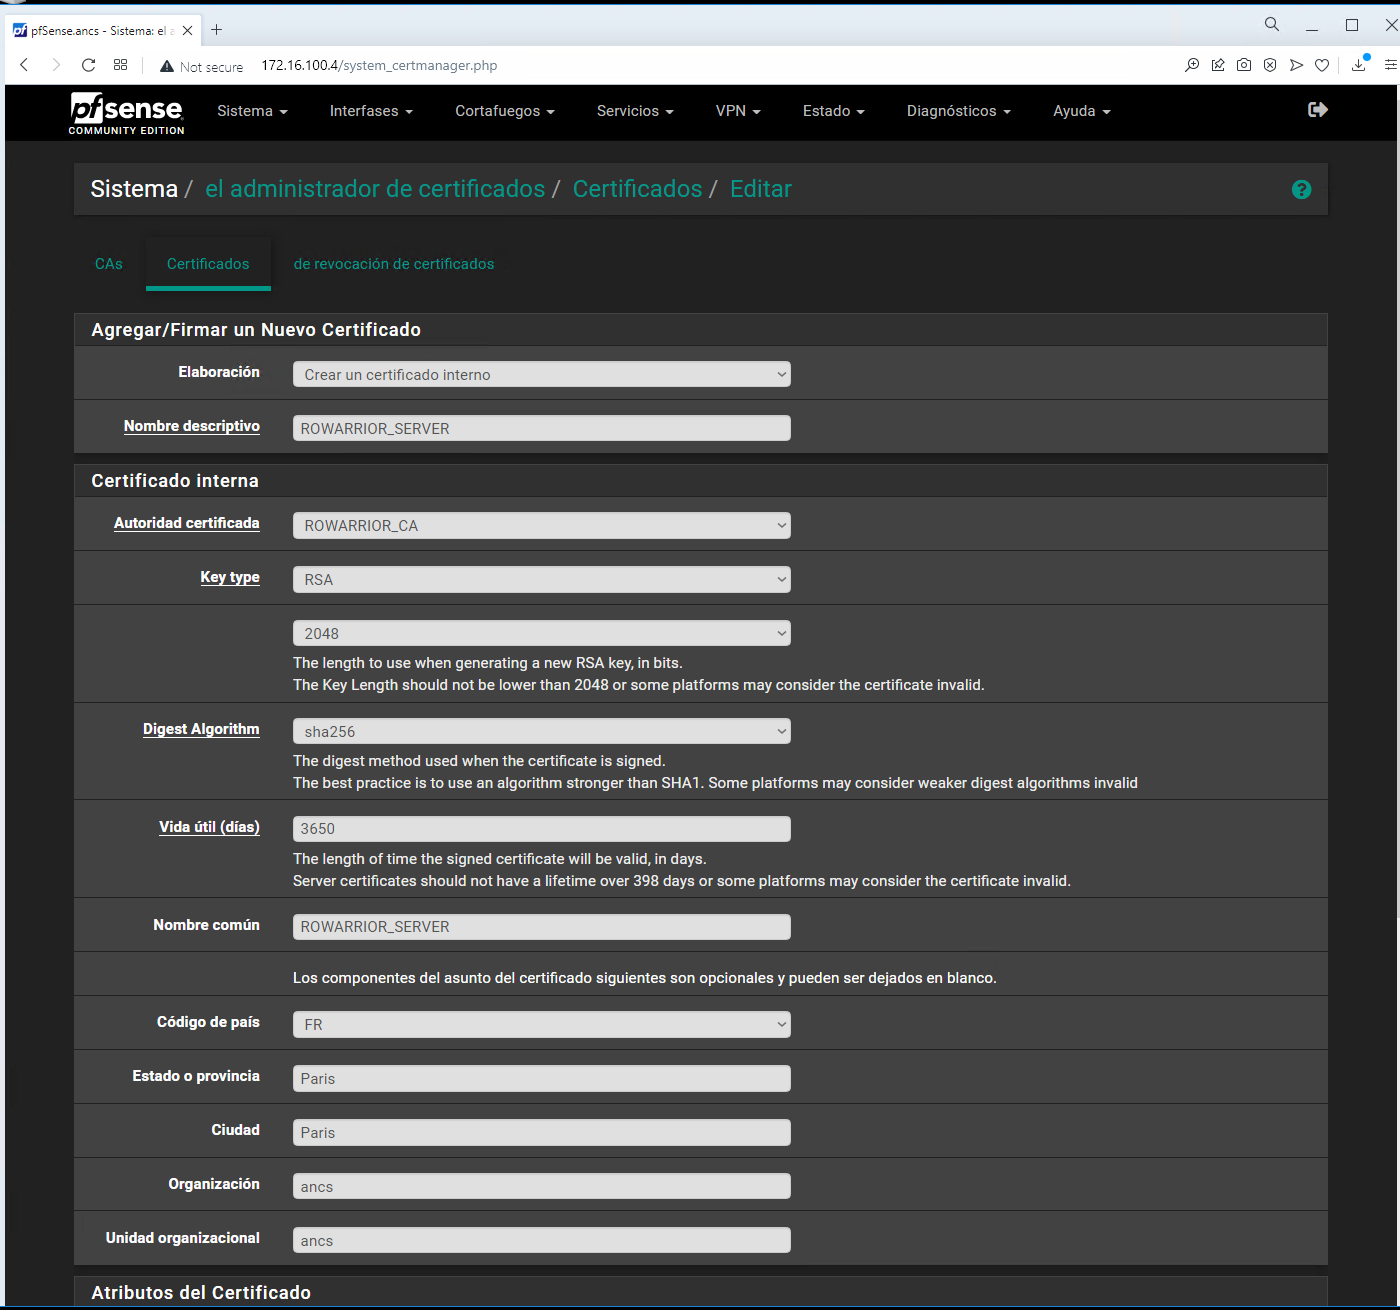 pfSense.ancs - Sistema: el a
Not secure 172.16.100.4/system_certmanager.php
pfsense
COMMUNITY EDITION
Sistema Interfases Cortafuegos Servicios VPN Estado Diagnósticos Ayuda
Sistema / el administrador de certificados / Certificados / Editar
CAs Certificados de revocación de certificados
Agregar/Firmar un Nuevo Certificado
Elaboración Crear un certificado interno
Nombre descriptivo ROWARRIOR_SERVER
Certificado interna
Autoridad certificada ROWARRIOR_CA
Key type RSA
2048
The length to use when generating a new RSA key, in bits.
The Key Length should not be lower than 2048 or some platforms may consider the certificate invalid.
Digest Algorithm sha256
The digest method used when the certificate is signed.
The best practice is to use an algorithm stronger than SHA1. Some platforms may consider weaker digest algorithms invalid
Vida útil (días) 3650
The length of time the signed certificate will be valid, in days.
Server certificates should not have a lifetime over 398 days or some platforms may consider the certificate invalid.
Nombre común ROWARRIOR_SERVER
Los componentes del asunto del certificado siguientes son opcionales y pueden ser dejados en blanco.
Código de país FR
Estado o provincia Paris
Ciudad Paris
Organización ancs
Unidad organizacional ancs
Atributos del Certificado